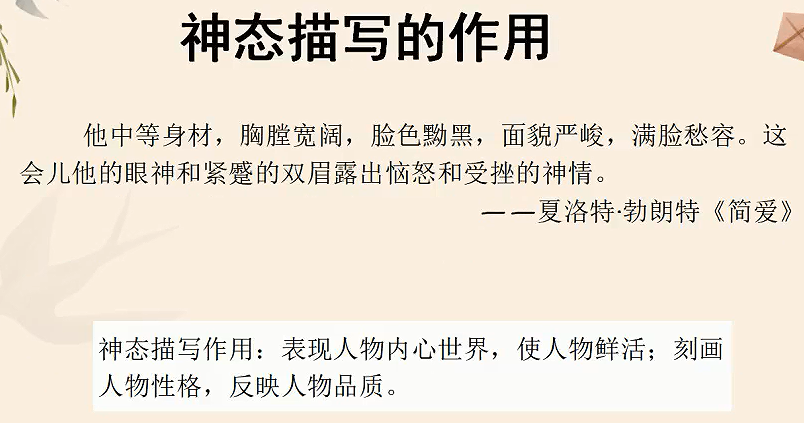 神态描写的作用
他中等身材，胸膛宽阔，脸色黝黑，面貌严峻，满脸愁容。这
会儿他的眼神和紧蹙的双眉露出恼怒和受挫的神情。
——夏洛特·勃朗特《简爱》
神态描写作用：表现人物内心世界，使人物鲜活；刻画
人物性格，反映人物品质。